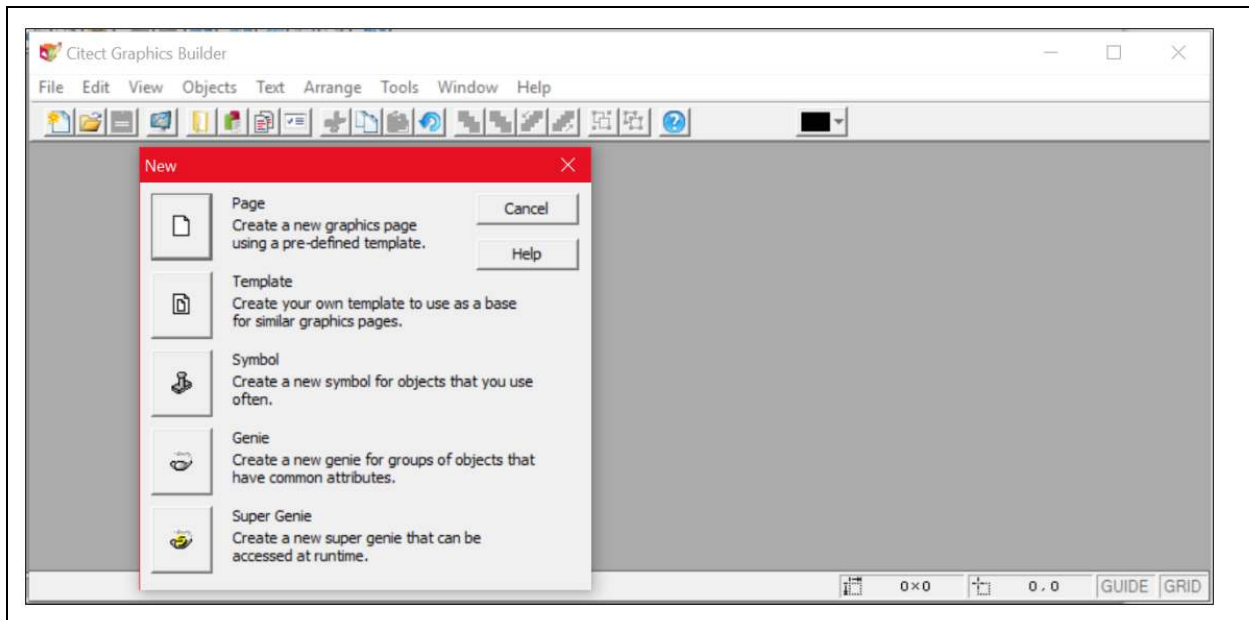 Citect Graphics Builder
File Edit View Objects Text Arrange Tools Window Help
New
Page
Create a new graphics page
using a pre-defined template.
Cancel
Help
Template
Create your own template to use as a base
for similar graphics pages.
Symbol
Create a new symbol for objects that you use
often.
Genie
Create a new genie for groups of objects that
have common attributes.
Super Genie
Create a new super genie that can be
accessed at runtime.
0×0 0,0 GUIDE GRID